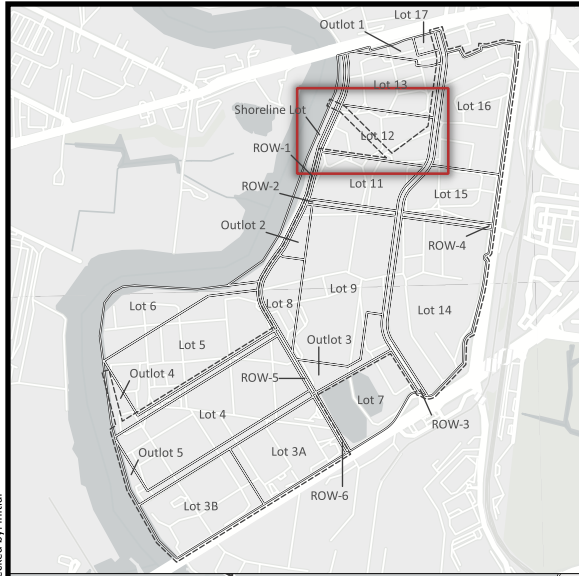 Lot 17
Outlot 1
Lot 13
Lot 16
Shoreline Lot
Lot 12
ROW-1
Lot 11
ROW-2
Lot 15
Outlot 2
ROW-4
Lot 9
Lot 6
Lot 8
Lot 14
Lot 5
Outlot 3
Outlot 4
ROW-5
Lot 7
Lot 4
ROW-3
Outlot 5
Lot 3A
ROW-6
Lot 3B